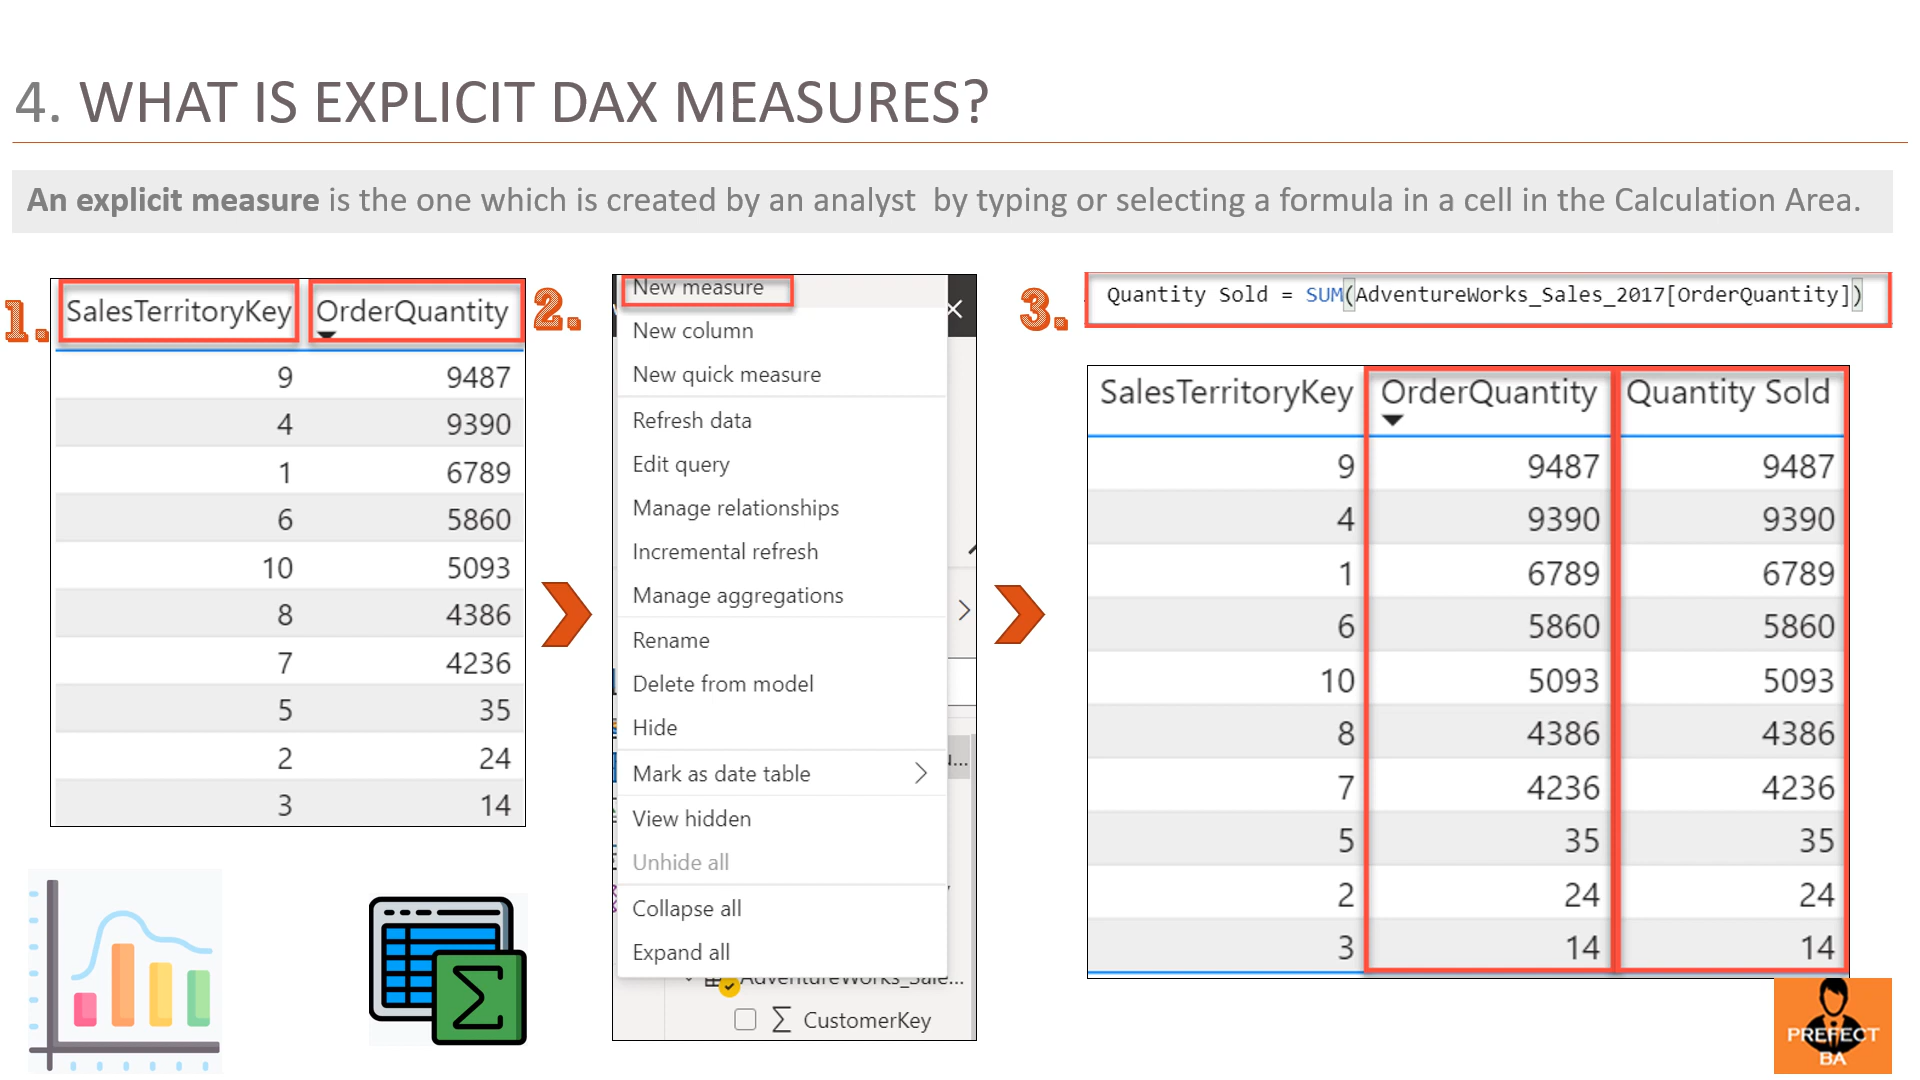 4. WHAT IS EXPLICIT DAX MEASURES?
An explicit measure is the one which is created by an analyst by typing or selecting a formula in a cell in the Calculation Area.
1.
SalesTerritoryKey OrderQuantity
9 9487
4 9390
1 6789
6 5860
10 5093
8 4386
7 4236
5 35
2 24
3 14
2.
New measure
New column
New quick measure
Refresh data
Edit query
Manage relationships
Incremental refresh
Manage aggregations
Rename
Delete from model
Hide
Mark as date table
View hidden
Unhide all
Collapse all
Expand all
AdventureWorks_Sale...
CustomerKey
3.
Quantity Sold = SUM(AdventureWorks_Sales_2017[OrderQuantity])
SalesTerritoryKey OrderQuantity Quantity Sold
9 9487 9487
4 9390 9390
1 6789 6789
6 5860 5860
10 5093 5093
8 4386 4386
7 4236 4236
5 35 35
2 24 24
3 14 14
PREFECT
BA